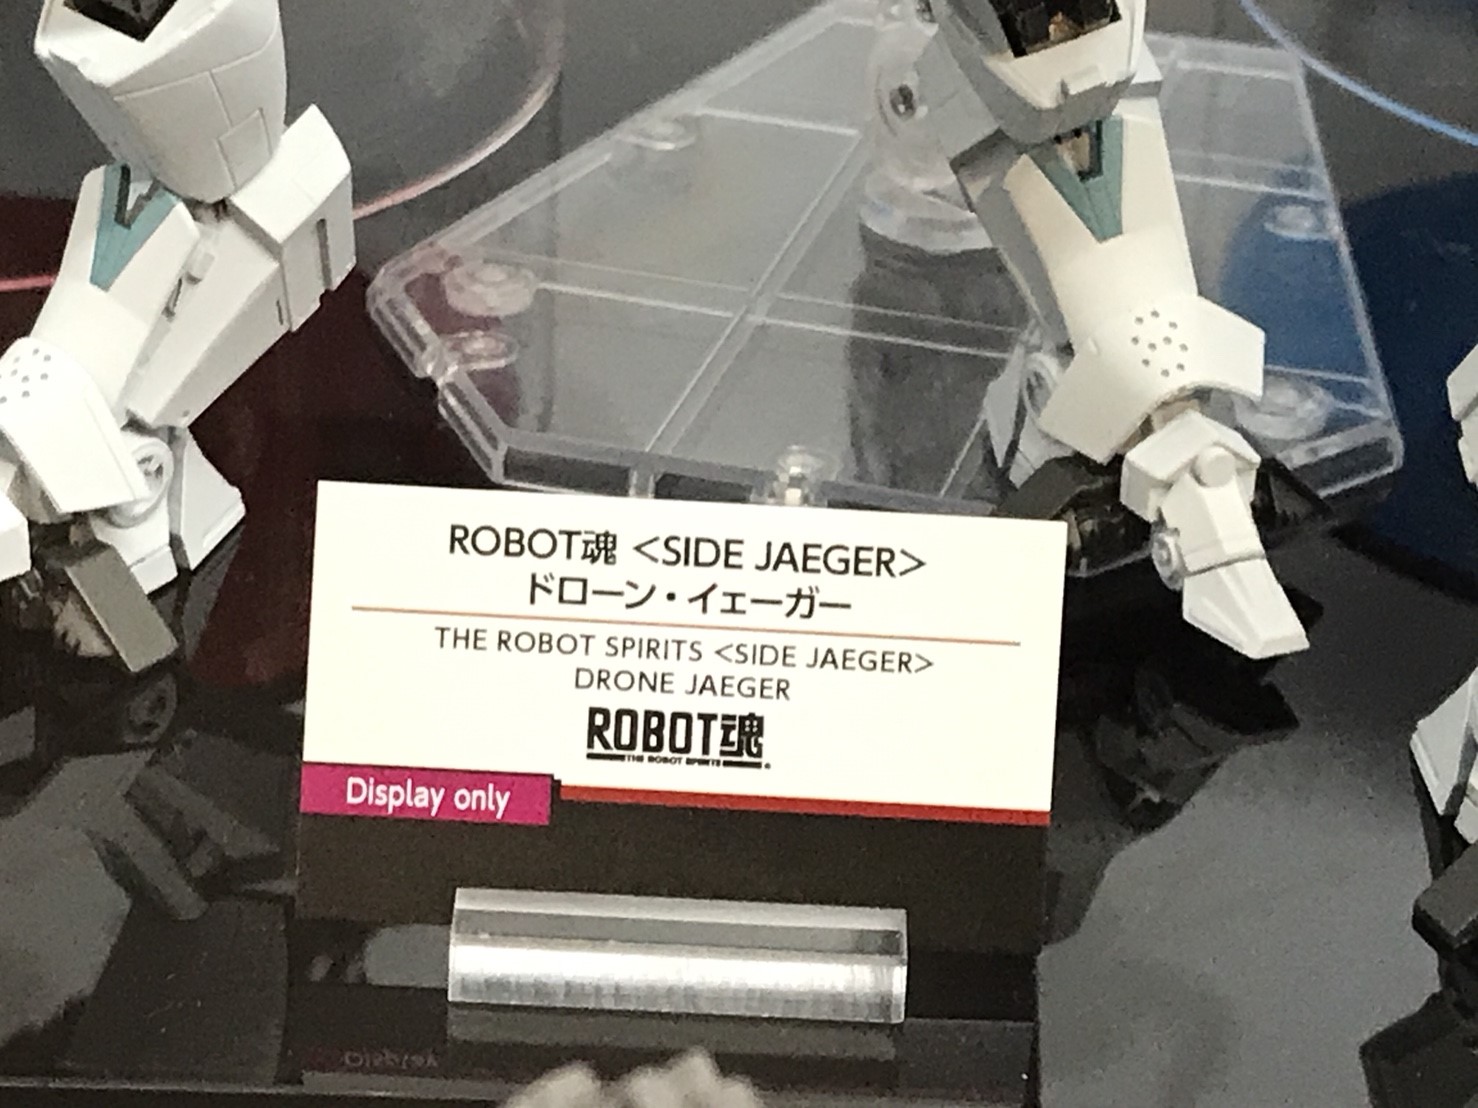 ROBOT魂 <SIDE JAEGER>
ドローン・イェーガー
THE ROBOT SPIRITS <SIDE JAEGER>
DRONE JAEGER
ROBOT魂
THE ROBOT SPIRITS
Display only